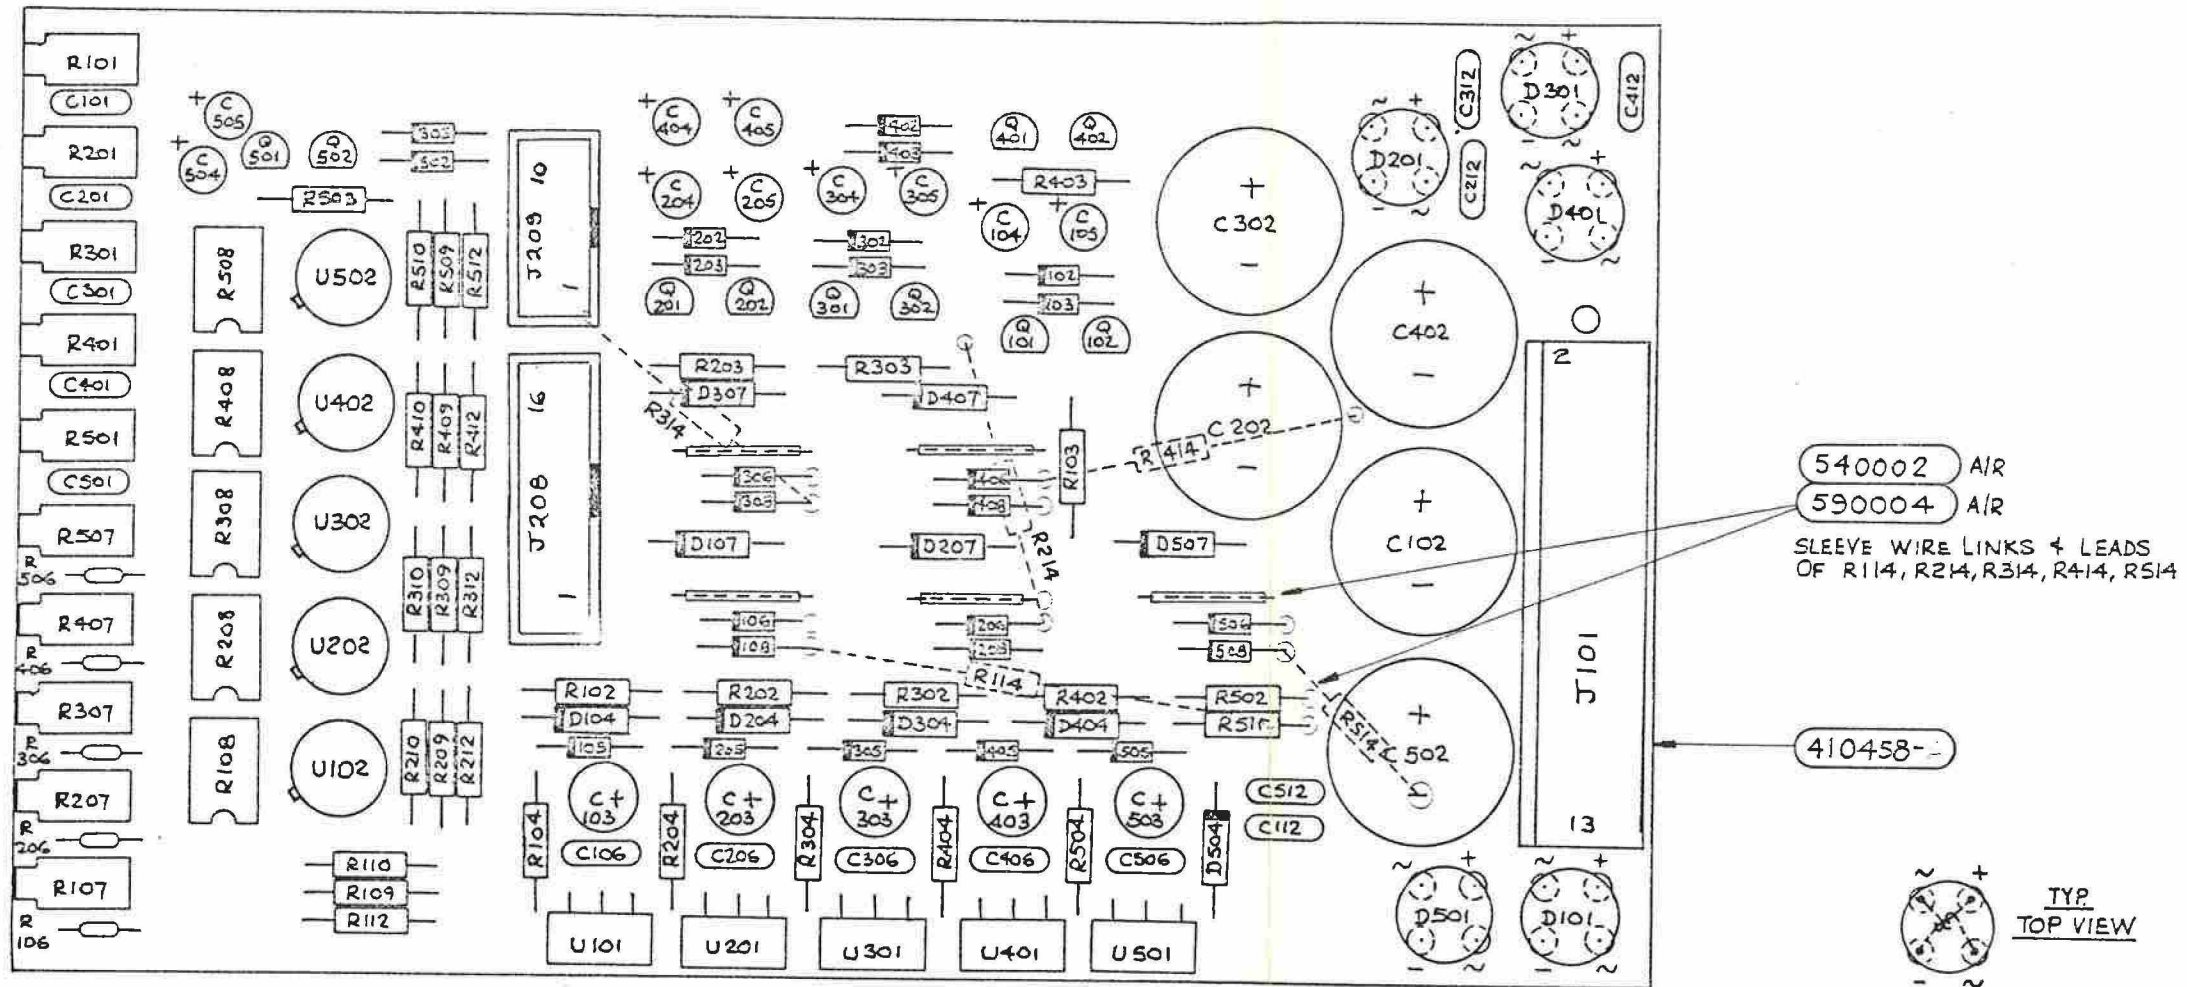 R101
C101
R201
C201
R301
C301
R401
C401
R501
C501
R507
R
506
R407
R
406
R307
R
306
R207
R
206
R107
R
106
+ C
505
+ C
504
Q
501
Q
502
303
502
R503
R508
U502
R510
R509
R512
R408
U402
R410
R409
R412
R308
U302
R310
R309
R312
R208
U202
R108
U102
R210
R209
R212
R110
R109
R112
J209
10
1
J208
16
1
+ C
404
+ C
405
402
403
Q
401
Q
402
+ C
204
+ C
205
+ C
304
+ C
305
R403
+ C
104
+ C
105
202
203
302
303
102
103
Q
201
Q
202
Q
301
Q
302
Q
101
Q
102
R203
D307
R303
D407
R314
R103
R414
306
406
408
D107
D207
D507
R214
106
108
206
208
506
508
R114
R102
D104
105
R202
D204
205
R302
D304
305
R402
D404
405
R502
505
R514
R104
C +
103
C106
R204
C +
203
C206
R304
C +
303
C306
R404
C +
403
C406
R504
C +
503
C506
D504
C512
C112
U101
U201
U301
U401
U501
+
C302
−
+
C202
−
+
C402
−
+
C102
−
+
C502
~ +
D201
− ~
C312
C212
~ +
D301
− ~
C412
~ +
D401
− ~
2
J101
13
~ +
D501
− ~
~ +
D101
− ~
540002 A/R
590004 A/R
SLEEVE WIRE LINKS & LEADS
OF R114, R214, R314, R414, R514
410458-
~ +
− ~
TYP.
TOP VIEW